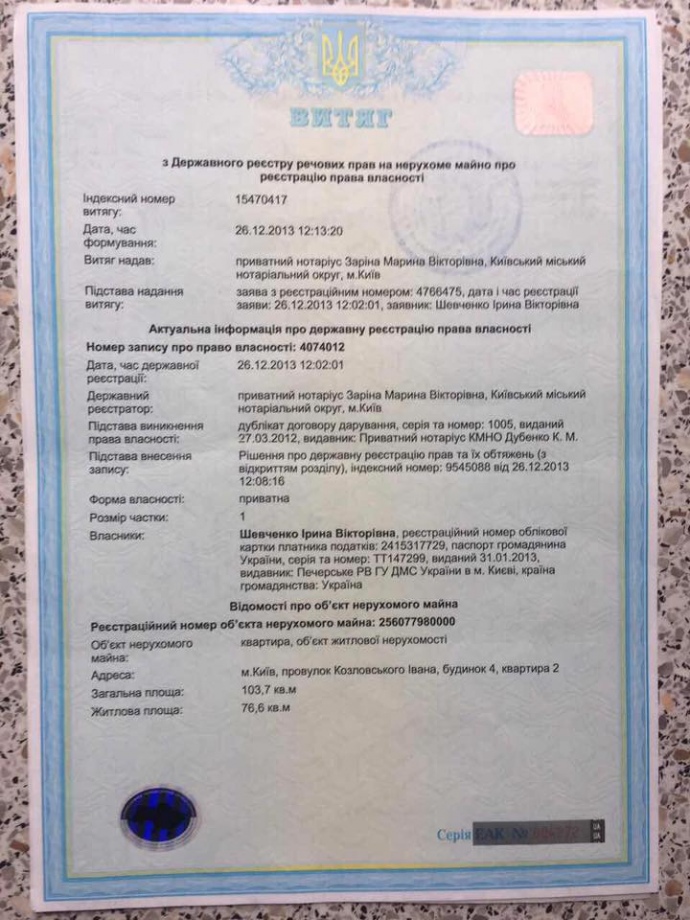 ВИТЯГ
з Державного реєстру речових прав на нерухоме майно про
реєстрацію права власності
Індексний номер 15470417
витягу:
Дата, час 26.12.2013 12:13:20
формування:
Витяг надав: приватний нотаріус Заріна Марина Вікторівна, Київський міський
нотаріальний округ, м.Київ
Підстава надання заява з реєстраційним номером: 4766475, дата і час реєстрації
витягу: заяви: 26.12.2013 12:02:01, заявник: Шевченко Ірина Вікторівна
Актуальна інформація про державну реєстрацію права власності
Номер запису про право власності: 4074012
Дата, час державної 26.12.2013 12:02:01
реєстрації:
Державний приватний нотаріус Заріна Марина Вікторівна, Київський міський
реєстратор: нотаріальний округ, м.Київ
Підстава виникнення дублікат договору дарування, серія та номер: 1005, виданий
права власності: 27.03.2012, видавник: Приватний нотаріус КМНО Дубенко К. М.
Підстава внесення Рішення про державну реєстрацію прав та їх обтяжень (з
запису: відкриттям розділу), індексний номер: 9545088 від 26.12.2013
12:08:16
Форма власності: приватна
Розмір частки: 1
Власники: Шевченко Ірина Вікторівна, реєстраційний номер облікової
картки платника податків: 2415317729, паспорт громадянина
України, серія та номер: ТТ147299, виданий 31.01.2013,
видавник: Печерське РВ ГУ ДМС України в м. Києві, країна
громадянства: Україна
Відомості про об'єкт нерухомого майна
Реєстраційний номер об'єкта нерухомого майна: 256077980000
Об'єкт нерухомого квартира, об'єкт житлової нерухомості
майна:
Адреса: м.Київ, провулок Козловського Івана, будинок 4, квартира 2
Загальна площа: 103,7 кв.м
Житлова площа: 76,6 кв.м
Серія ЕАК №
UA
UA